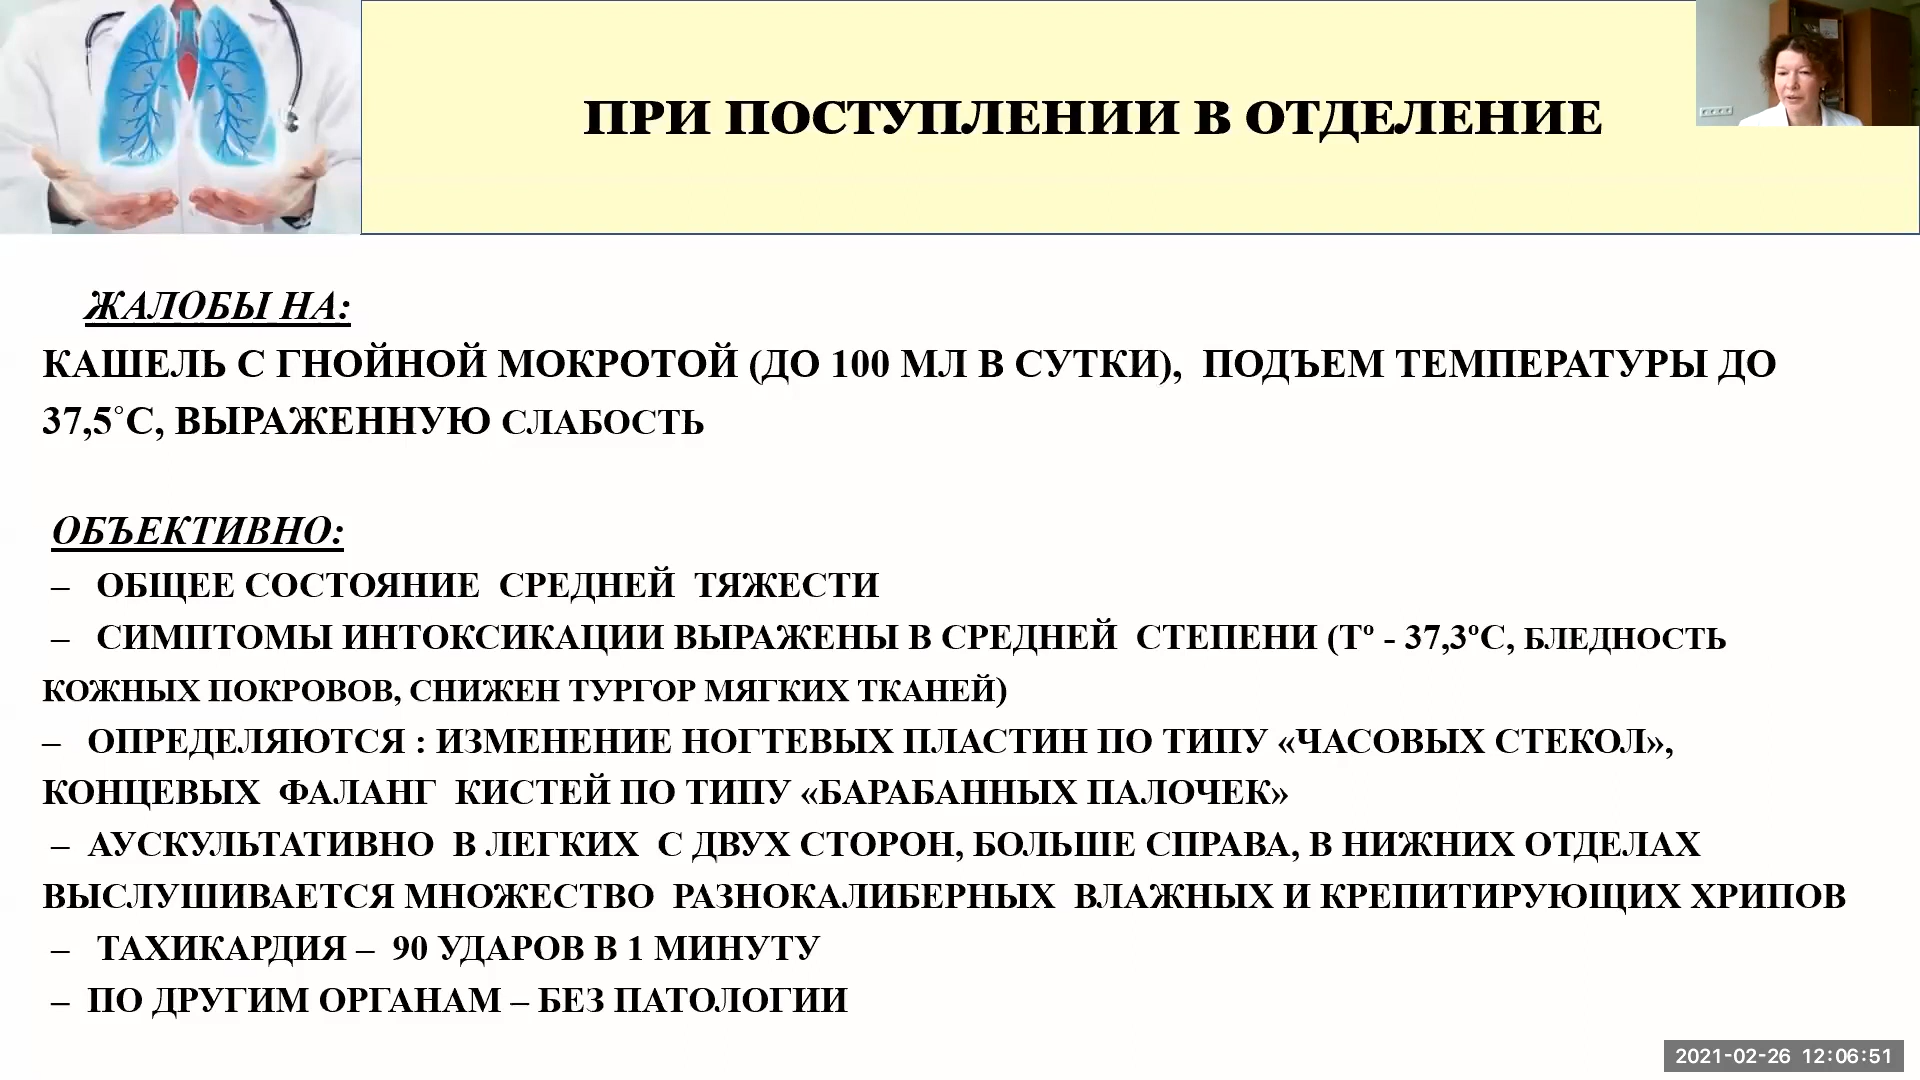 ПРИ ПОСТУПЛЕНИИ В ОТДЕЛЕНИЕ
ЖАЛОБЫ НА:
КАШЕЛЬ С ГНОЙНОЙ МОКРОТОЙ (ДО 100 МЛ В СУТКИ), ПОДЪЕМ ТЕМПЕРАТУРЫ ДО
37,5°С, ВЫРАЖЕННУЮ СЛАБОСТЬ
ОБЪЕКТИВНО:
– ОБЩЕЕ СОСТОЯНИЕ СРЕДНЕЙ ТЯЖЕСТИ
– СИМПТОМЫ ИНТОКСИКАЦИИ ВЫРАЖЕНЫ В СРЕДНЕЙ СТЕПЕНИ (Тº - 37,3ºС, БЛЕДНОСТЬ
КОЖНЫХ ПОКРОВОВ, СНИЖЕН ТУРГОР МЯГКИХ ТКАНЕЙ)
– ОПРЕДЕЛЯЮТСЯ : ИЗМЕНЕНИЕ НОГТЕВЫХ ПЛАСТИН ПО ТИПУ «ЧАСОВЫХ СТЕКОЛ»,
КОНЦЕВЫХ ФАЛАНГ КИСТЕЙ ПО ТИПУ «БАРАБАННЫХ ПАЛОЧЕК»
– АУСКУЛЬТАТИВНО В ЛЕГКИХ С ДВУХ СТОРОН, БОЛЬШЕ СПРАВА, В НИЖНИХ ОТДЕЛАХ
ВЫСЛУШИВАЕТСЯ МНОЖЕСТВО РАЗНОКАЛИБЕРНЫХ ВЛАЖНЫХ И КРЕПИТИРУЮЩИХ ХРИПОВ
– ТАХИКАРДИЯ – 90 УДАРОВ В 1 МИНУТУ
– ПО ДРУГИМ ОРГАНАМ – БЕЗ ПАТОЛОГИИ
2021-02-26 12:06:51